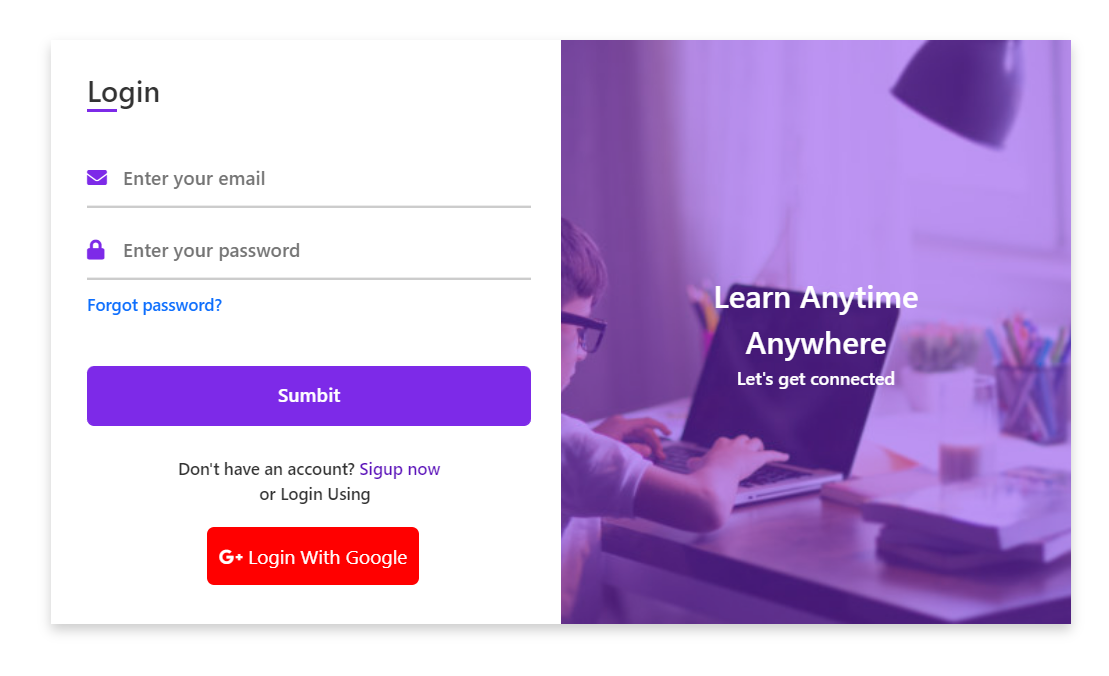 Login
Enter your email
Enter your password
Forgot password?
Sumbit
Don't have an account? Sigup now
or Login Using
G+ Login With Google
Learn Anytime
Anywhere
Let's get connected